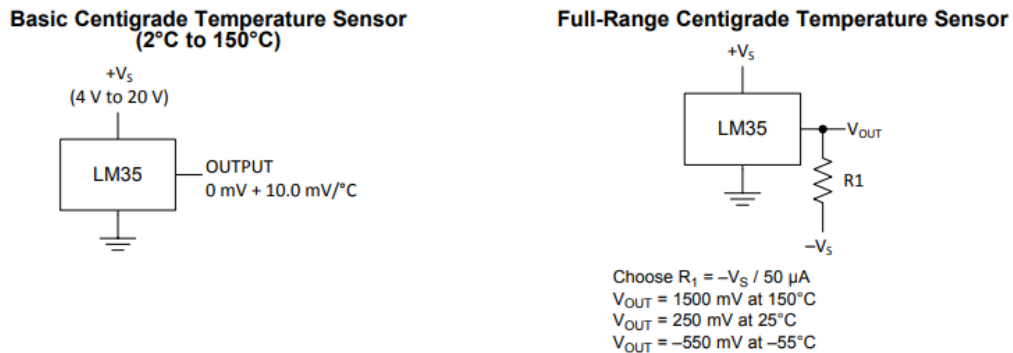 Basic Centigrade Temperature Sensor
(2°C to 150°C)
+VS
(4 V to 20 V)
LM35
OUTPUT
0 mV + 10.0 mV/°C
Full-Range Centigrade Temperature Sensor
+VS
LM35
VOUT
R1
–VS
Choose R1 = –VS / 50 µA
VOUT = 1500 mV at 150°C
VOUT = 250 mV at 25°C
VOUT = –550 mV at –55°C